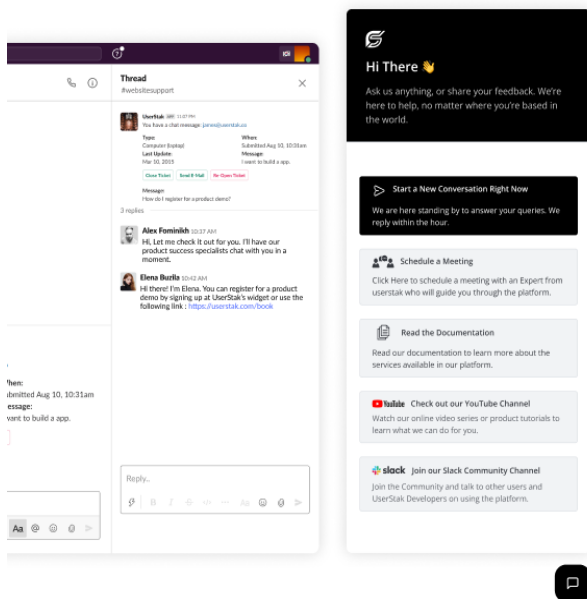 Thread
#websitesupport
UserStak APP 11:07 PM
You have a chat message: james@userstak.co
Type:
Computer (laptop)
Last Update:
Mar 10, 2015
When:
Submitted Aug 10, 10:31am
Message:
I want to build a app.
Close Ticket
Send E-Mail
Re-Open Ticket
Message:
How do I register for a product demo?
3 replies
Alex Fominikh 10:37 AM
Hi, Let me check it out for you. I'll have our
product success specialists chat with you in a
moment.
Elena Buzila 10:42 AM
Hi there! I'm Elena. You can register for a product
demo by signing up at UserStak's widget or use the
following link : https://userstak.com/book
hen:
ubmitted Aug 10, 10:31am
essage:
want to build a app.
Reply...
B I S </> Aa
Aa @
Hi There
Ask us anything, or share your feedback. We're
here to help, no matter where you're based in
the world.
Start a New Conversation Right Now
We are here standing by to answer your queries. We
reply within the hour.
Schedule a Meeting
Click Here to schedule a meeting with an Expert from
userstak who will guide you through the platform.
Read the Documentation
Read our documentation to learn more about the
services available in our platform.
YouTube Check out our YouTube Channel
Watch our online video series or product tutorials to
learn what we can do for you.
slack Join our Slack Community Channel
Join the Community and talk to other users and
UserStak Developers on using the platform.